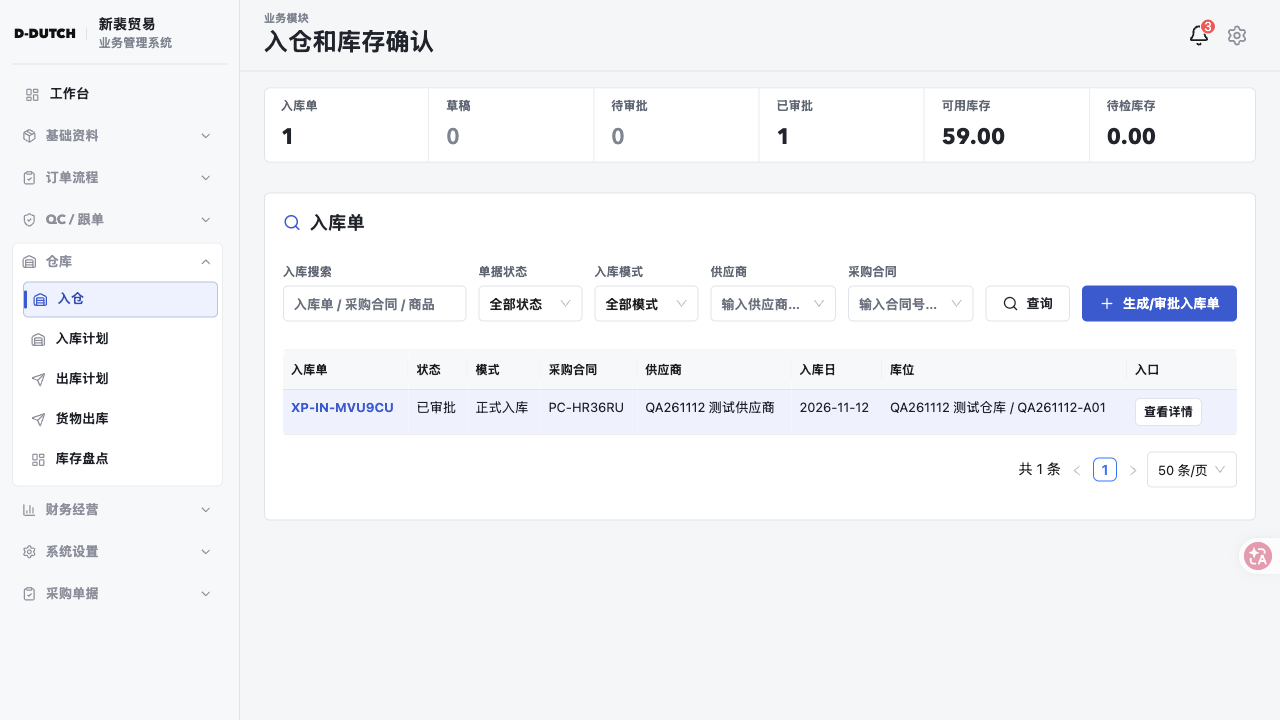 D-DUTCH
新裴贸易
业务管理系统
工作台
基础资料
订单流程
QC / 跟单
仓库
入仓
入库计划
出库计划
货物出库
库存盘点
财务经营
系统设置
采购单据
业务模块
入仓和库存确认
3
入库单
1
草稿
0
待审批
0
已审批
1
可用库存
59.00
待检库存
0.00
入库单
入库搜索
入库单 / 采购合同 / 商品
单据状态
全部状态
入库模式
全部模式
供应商
输入供应商...
采购合同
输入合同号...
查询
生成/审批入库单
入库单 状态 模式 采购合同 供应商 入库日 库位 入口
XP-IN-MVU9CU 已审批 正式入库 PC-HR36RU QA261112 测试供应商 2026-11-12 QA261112 测试仓库 / QA261112-A01 查看详情
共 1 条 1 50 条/页